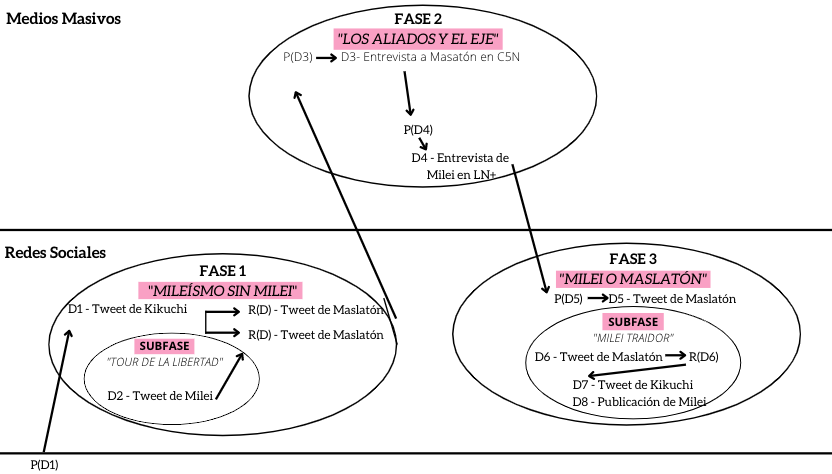 Medios Masivos
FASE 2
"LOS ALIADOS Y EL EJE"
P(D3) D3- Entrevista a Masatón en C5N
P(D4)
D4 - Entrevista de
Milei en LN+
Redes Sociales
FASE 1
"MILEÍSMO SIN MILEI"
D1 - Tweet de Kikuchi
R(D) - Tweet de Maslatón
R(D) - Tweet de Maslatón
SUBFASE
"TOUR DE LA LIBERTAD"
D2 - Tweet de Milei
P(D1)
FASE 3
"MILEI O MASLATÓN"
P(D5) D5 - Tweet de Maslatón
SUBFASE
"MILEI TRAIDOR"
D6 - Tweet de Maslatón R(D6)
D7 - Tweet de Kikuchi
D8 - Publicación de Milei